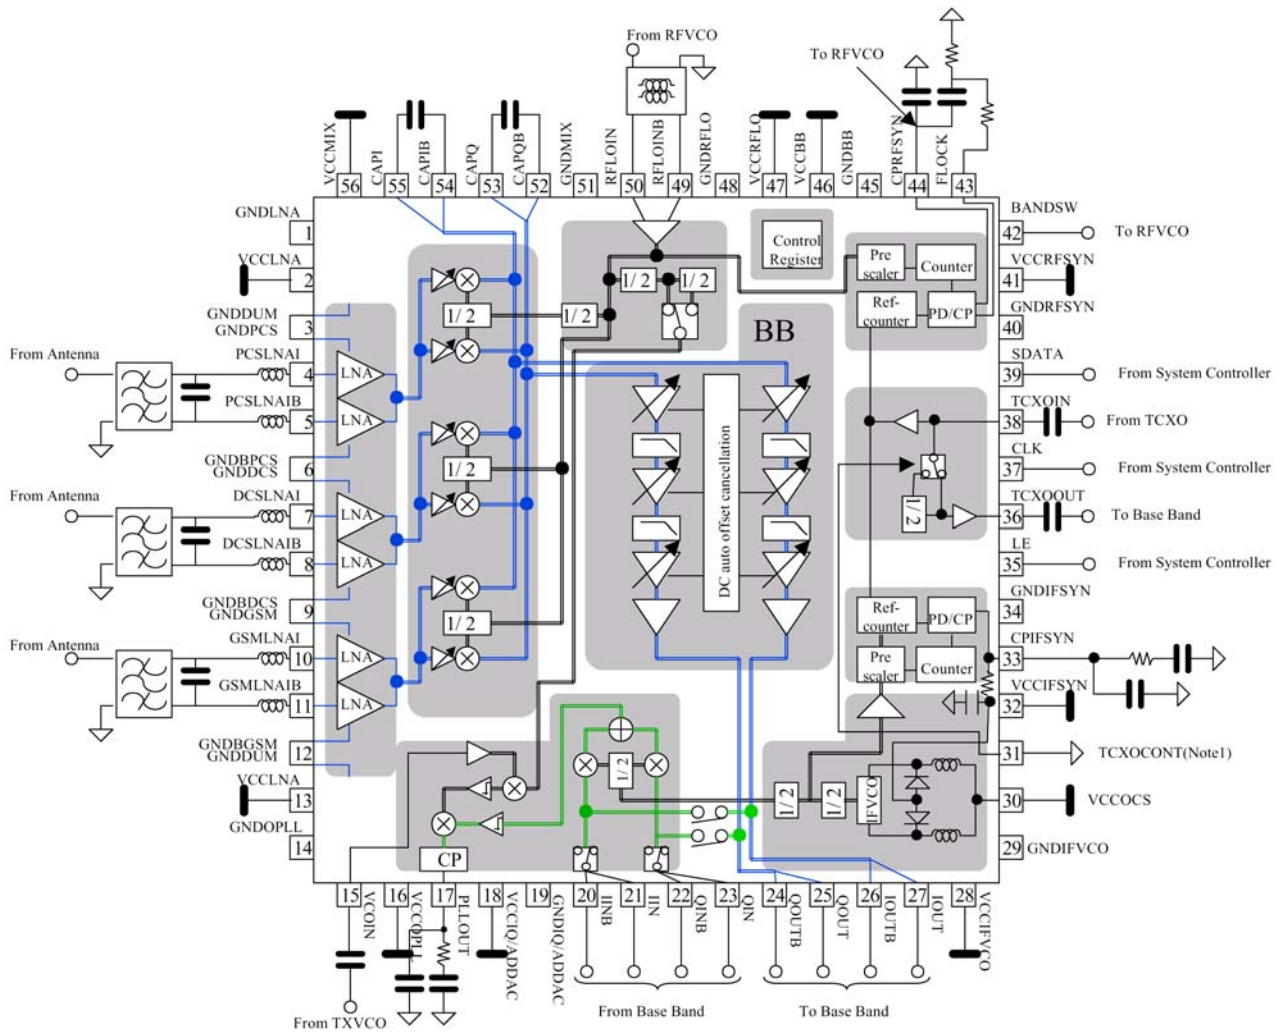 From RFVCO
To RFVCO
VCCMIX
CAPI
CAPIB
CAPQ
CAPQB
GNDMIX
RFLOIN
RFLOINB
GNDRFLO
VCCRFLO
VCCBB
GNDBB
CPRFSYN
FLOCK
56
55
54
53
52
51
50
49
48
47
46
45
44
43
GNDLNA
1
VCCLNA
2
GNDDUM
GNDPCS
3
From Antenna
PCSLNAI
4
PCSLNAIB
5
GNDBPCS
GNDDCS
6
From Antenna
DCSLNAI
7
DCSLNAIB
8
GNDBDCS
GNDGSM
9
From Antenna
GSMLNAI
10
GSMLNAIB
11
GNDBGSM
GNDDUM
12
VCCLNA
13
GNDOPLL
14
LNA
LNA
LNA
LNA
LNA
LNA
1/ 2
1/ 2
1/ 2
1/ 2
1/ 2
1/ 2
Control
Register
BB
DC auto offset cancellation
Pre
scaler
Counter
Ref-
counter
PD/CP
1/ 2
Ref-
counter
PD/CP
Pre
scaler
Counter
1/ 2
1/ 2
1/ 2
IFVCO
CP
BANDSW
42
To RFVCO
VCCRFSYN
41
GNDRFSYN
40
SDATA
39
From System Controller
TCXOIN
38
From TCXO
CLK
37
From System Controller
TCXOOUT
36
To Base Band
LE
35
From System Controller
GNDIFSYN
34
CPIFSYN
33
VCCIFSYN
32
31
TCXOCONT(Note1)
30
VCCOCS
29
GNDIFVCO
15
16
17
18
19
20
21
22
23
24
25
26
27
28
VCOIN
VCCOPLL
PLLOUT
VCCIQ/ADDAC
GNDIQ/ADDAC
IINB
IIN
QINB
QIN
QOUTB
QOUT
IOUTB
IOUT
VCCIFVCO
From TXVCO
From Base Band
To Base Band